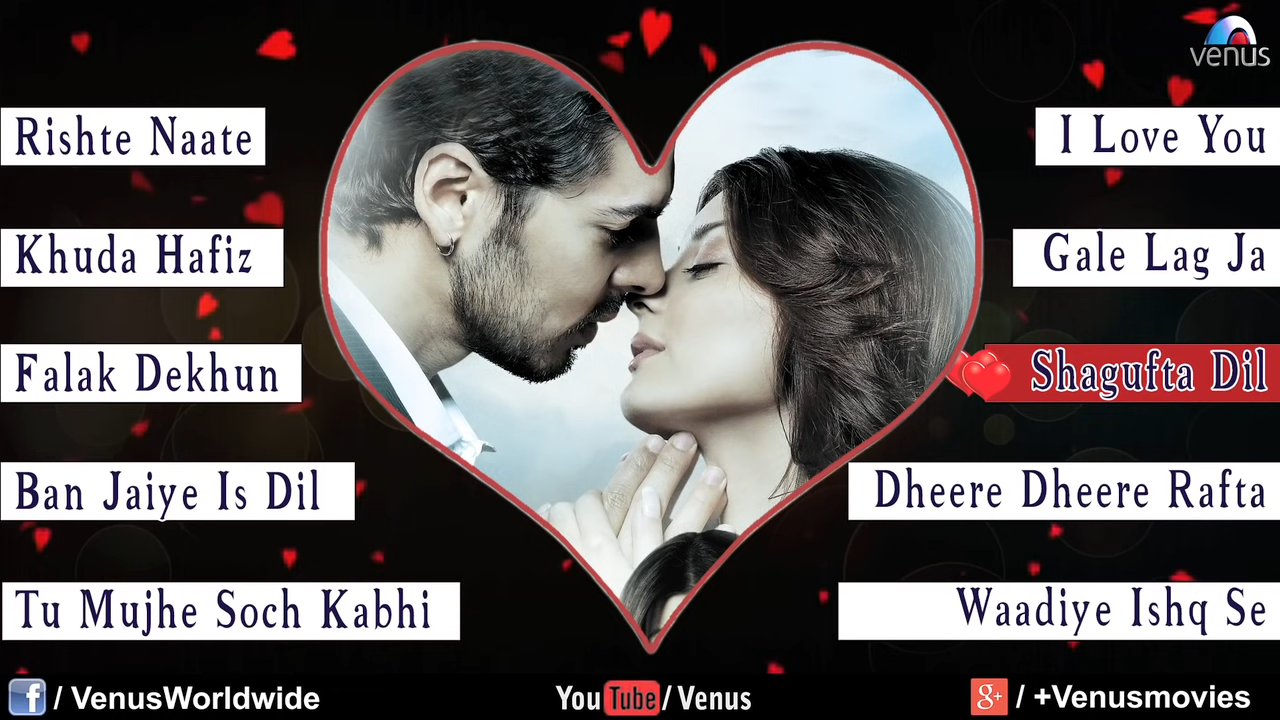 venus
Rishte Naate
Khuda Hafiz
Falak Dekhun
Ban Jaiye Is Dil
Tu Mujhe Soch Kabhi
I Love You
Gale Lag Ja
Shagufta Dil
Dheere Dheere Rafta
Waadiye Ishq Se
f / VenusWorldwide
YouTube / Venus
g+ / +Venusmovies